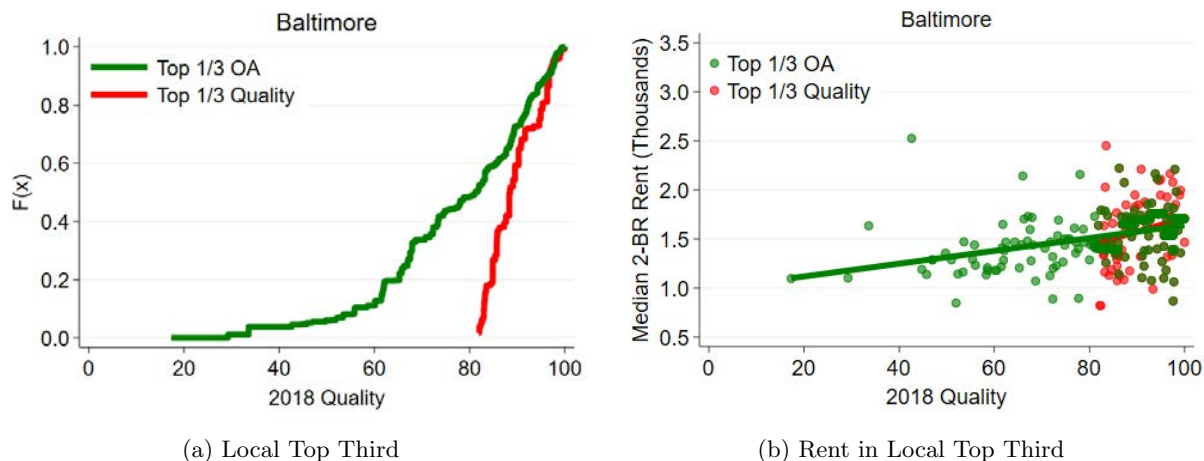 Baltimore
1.0
0.8
0.6
0.4
0.2
0.0
F(x)
Top 1/3 OA
Top 1/3 Quality
0 20 40 60 80 100
2018 Quality
(a) Local Top Third
Baltimore
3.5
3.0
2.5
2.0
1.5
1.0
0.5
Median 2-BR Rent (Thousands)
Top 1/3 OA
Top 1/3 Quality
0 20 40 60 80 100
2018 Quality
(b) Rent in Local Top Third